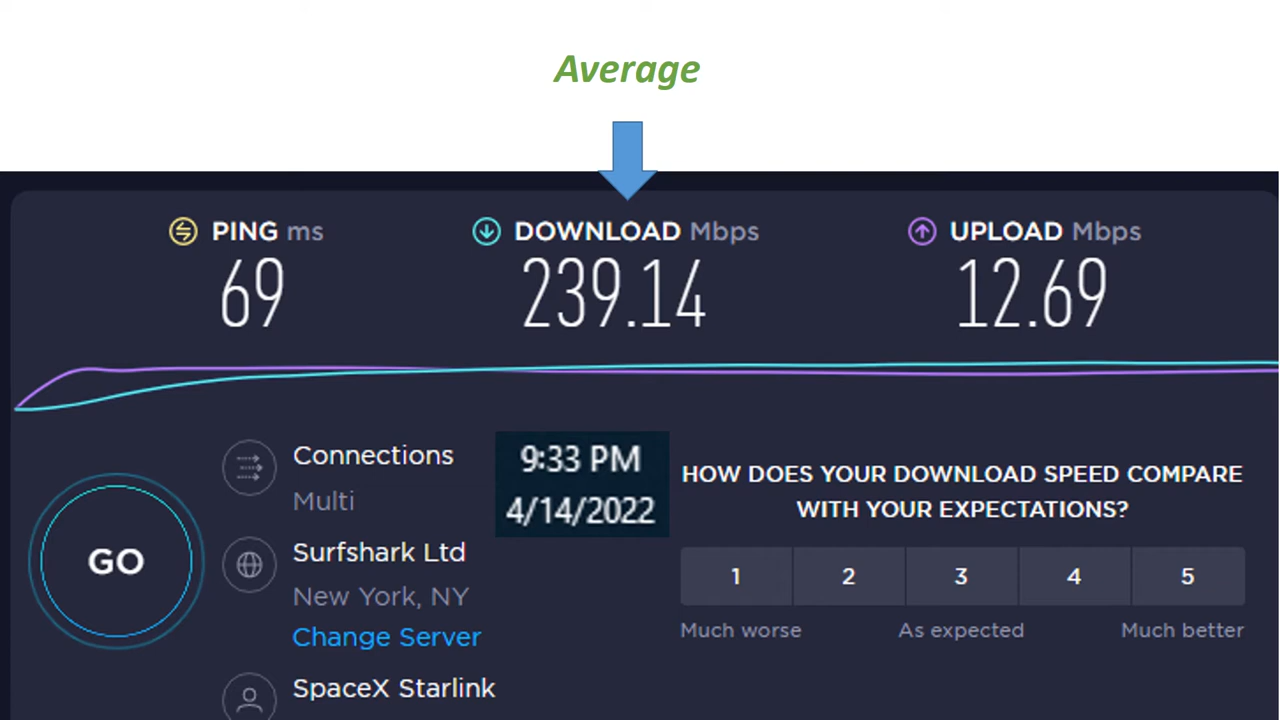 Average
PING ms
DOWNLOAD Mbps
UPLOAD Mbps
69
239.14
12.69
Connections
Multi
9:33 PM
4/14/2022
HOW DOES YOUR DOWNLOAD SPEED COMPARE
WITH YOUR EXPECTATIONS?
GO
Surfshark Ltd
New York, NY
Change Server
1
2
3
4
5
Much worse
As expected
Much better
SpaceX Starlink